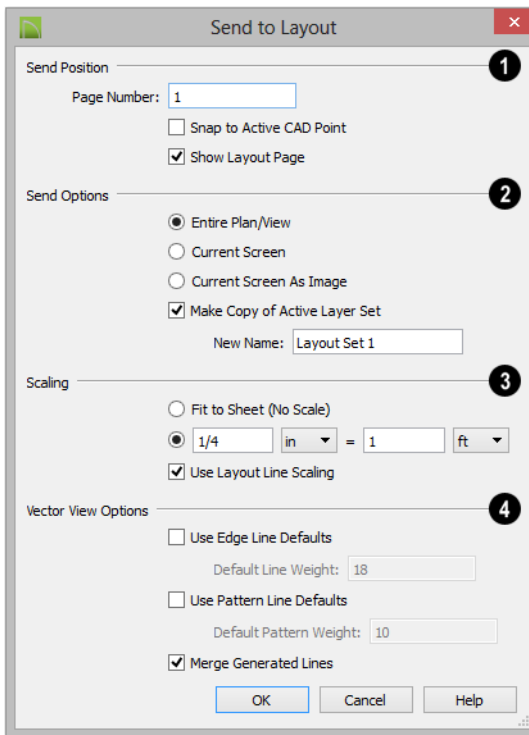 Send to Layout
Send Position 1
Page Number: 1
Snap to Active CAD Point
Show Layout Page
Send Options 2
Entire Plan/View
Current Screen
Current Screen As Image
Make Copy of Active Layer Set
New Name: Layout Set 1
Scaling 3
Fit to Sheet (No Scale)
1/4 in = 1 ft
Use Layout Line Scaling
Vector View Options 4
Use Edge Line Defaults
Default Line Weight: 18
Use Pattern Line Defaults
Default Pattern Weight: 10
Merge Generated Lines
OK Cancel Help